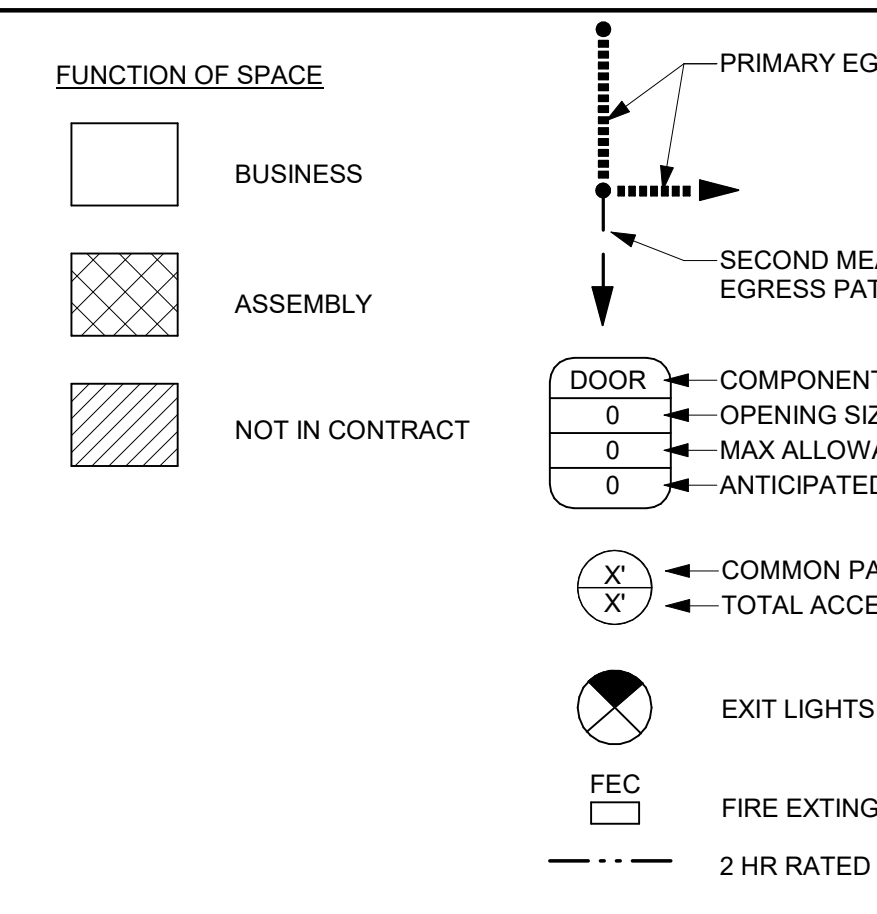 FUNCTION OF SPACE
BUSINESS
ASSEMBLY
NOT IN CONTRACT
PRIMARY EG
SECOND MEA
EGRESS PAT
DOOR
COMPONENT
0
OPENING SIZ
0
MAX ALLOWA
0
ANTICIPATED
X'
COMMON PA
X'
TOTAL ACCE
EXIT LIGHTS
FEC
FIRE EXTING
2 HR RATED